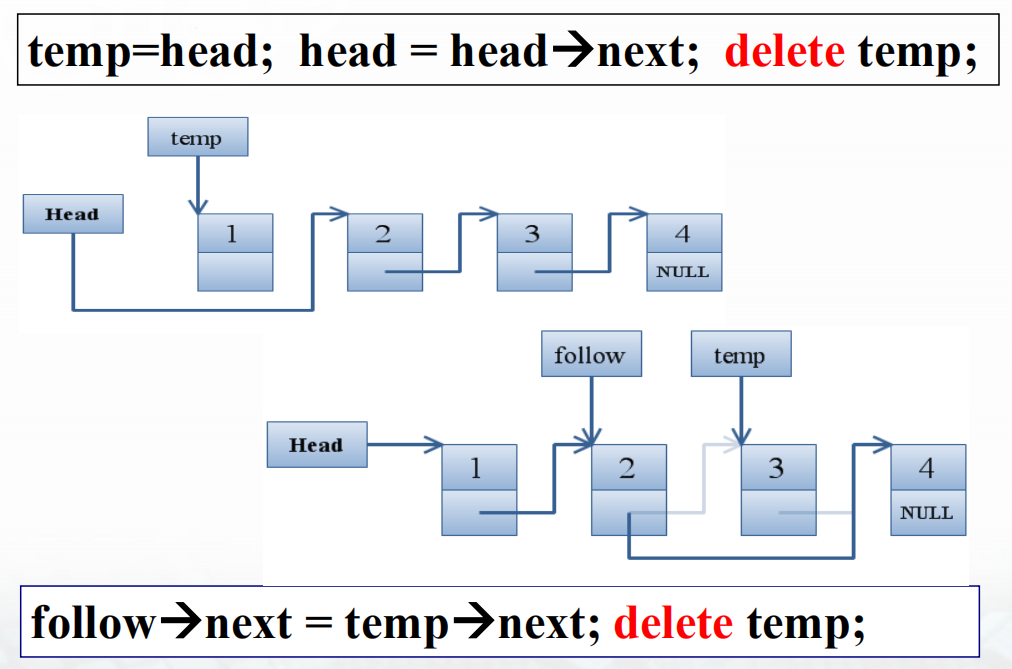 temp=head;  head = head→next;  delete temp;
temp
Head
1 2 3 4
NULL
follow temp
Head
1 2 3 4
NULL
follow→next = temp→next; delete temp;